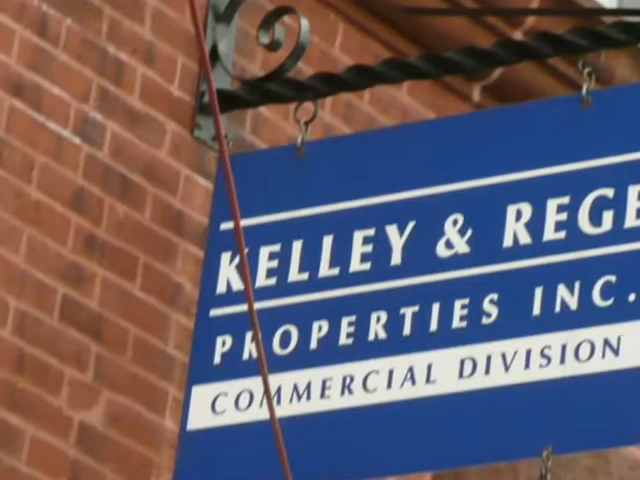 KELLEY & REGE
PROPERTIES INC.
COMMERCIAL DIVISION